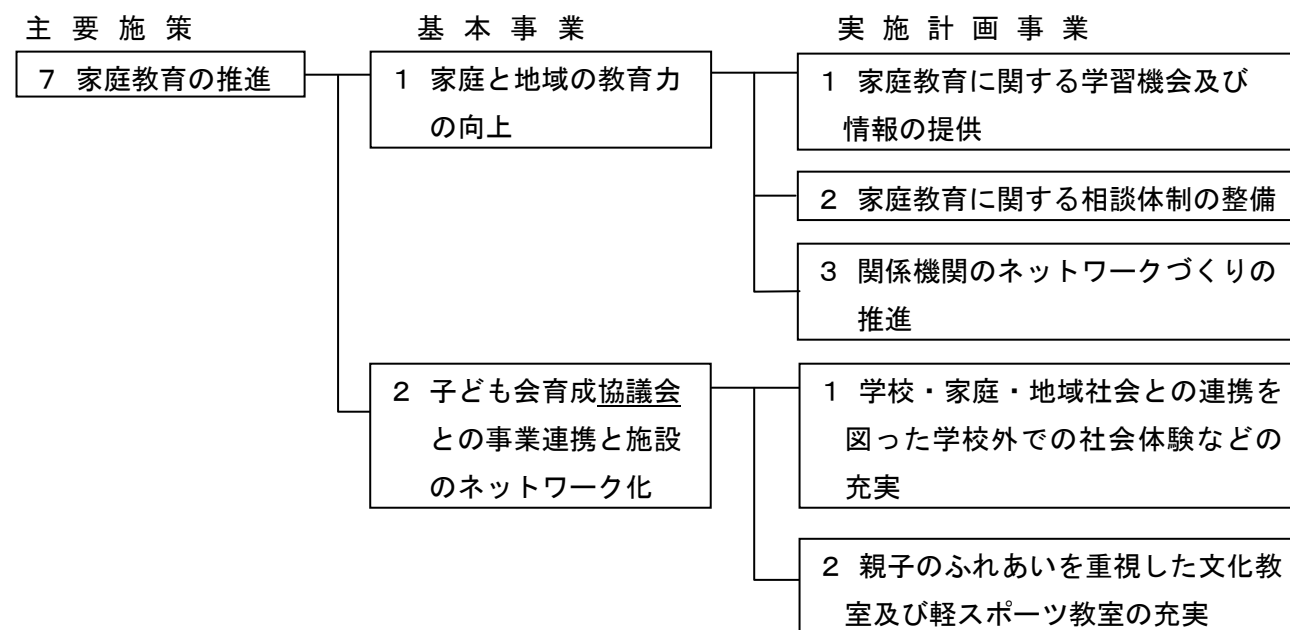 主要施策
基本事業
実施計画事業
７ 家庭教育の推進
１ 家庭と地域の教育力
の向上
１ 家庭教育に関する学習機会及び
情報の提供
２ 家庭教育に関する相談体制の整備
３ 関係機関のネットワークづくりの
推進
２ 子ども会育成協議会
との事業連携と施設
のネットワーク化
１ 学校・家庭・地域社会との連携を
図った学校外での社会体験などの
充実
２ 親子のふれあいを重視した文化教
室及び軽スポーツ教室の充実